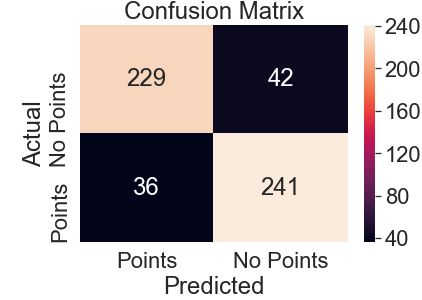 Confusion Matrix
Actual
No Points
Points
229
42
36
241
Points
No Points
Predicted
240
200
160
120
80
40